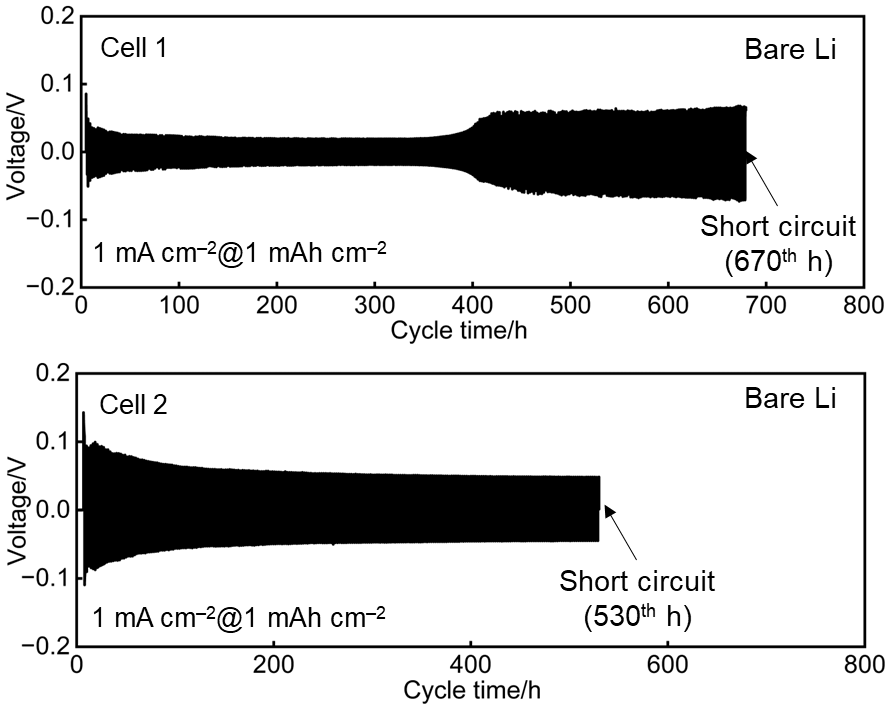 Cell 1
Bare Li
Voltage/V
0.2
0.1
0.0
−0.1
−0.2
1 mA cm⁻²@1 mAh cm⁻²
Short circuit
(670ᵗʰ h)
0 100 200 300 400 500 600 700 800
Cycle time/h
Cell 2
Bare Li
Voltage/V
0.2
0.1
0.0
−0.1
−0.2
1 mA cm⁻²@1 mAh cm⁻²
Short circuit
(530ᵗʰ h)
0 200 400 600 800
Cycle time/h